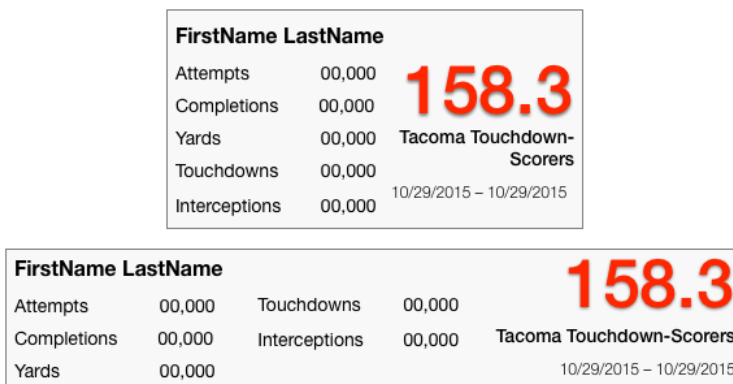 FirstName LastName
Attempts 00,000
Completions 00,000
Yards 00,000
Touchdowns 00,000
Interceptions 00,000
158.3
Tacoma Touchdown-
Scorers
10/29/2015 – 10/29/2015
FirstName LastName
Attempts 00,000 Touchdowns 00,000
Completions 00,000 Interceptions 00,000
Yards 00,000
158.3
Tacoma Touchdown-Scorers
10/29/2015 – 10/29/2015